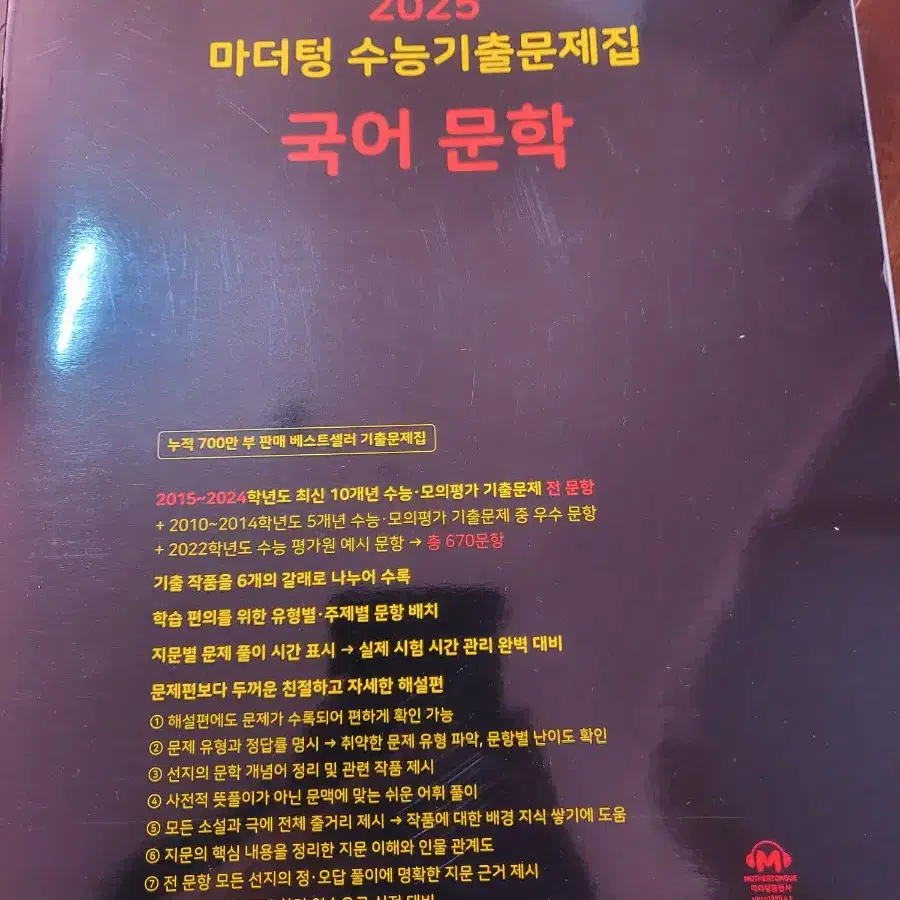 2025
마더텅 수능기출문제집
국어 문학
누적 700만 부 판매 베스트셀러 기출문제집
2015~2024학년도 최신 10개년 수능·모의평가 기출문제 전 문항
+ 2010~2014학년도 5개년 수능·모의평가 기출문제 중 우수 문항
+ 2022학년도 수능 평가원 예시 문항 → 총 670문항
기출 작품을 6개의 갈래로 나누어 수록
학습 편의를 위한 유형별·주제별 문항 배치
지문별 문제 풀이 시간 표시 → 실제 시험 시간 관리 완벽 대비
문제편보다 두꺼운 친절하고 자세한 해설편
① 해설편에도 문제가 수록되어 편하게 확인 가능
② 문제 유형과 정답률 명시 → 취약한 문제 유형 파악, 문항별 난이도 확인
③ 선지의 문학 개념어 정리 및 관련 작품 제시
④ 사전적 뜻풀이가 아닌 문맥에 맞는 쉬운 어휘 풀이
⑤ 모든 소설과 극에 전체 줄거리 제시 → 작품에 대한 배경 지식 쌓기에 도움
⑥ 지문의 핵심 내용을 정리한 지문 이해와 인물 관계도
⑦ 전 문항 모든 선지의 정·오답 풀이에 명확한 지문 근거 제시
M
MOTHERTONGUE